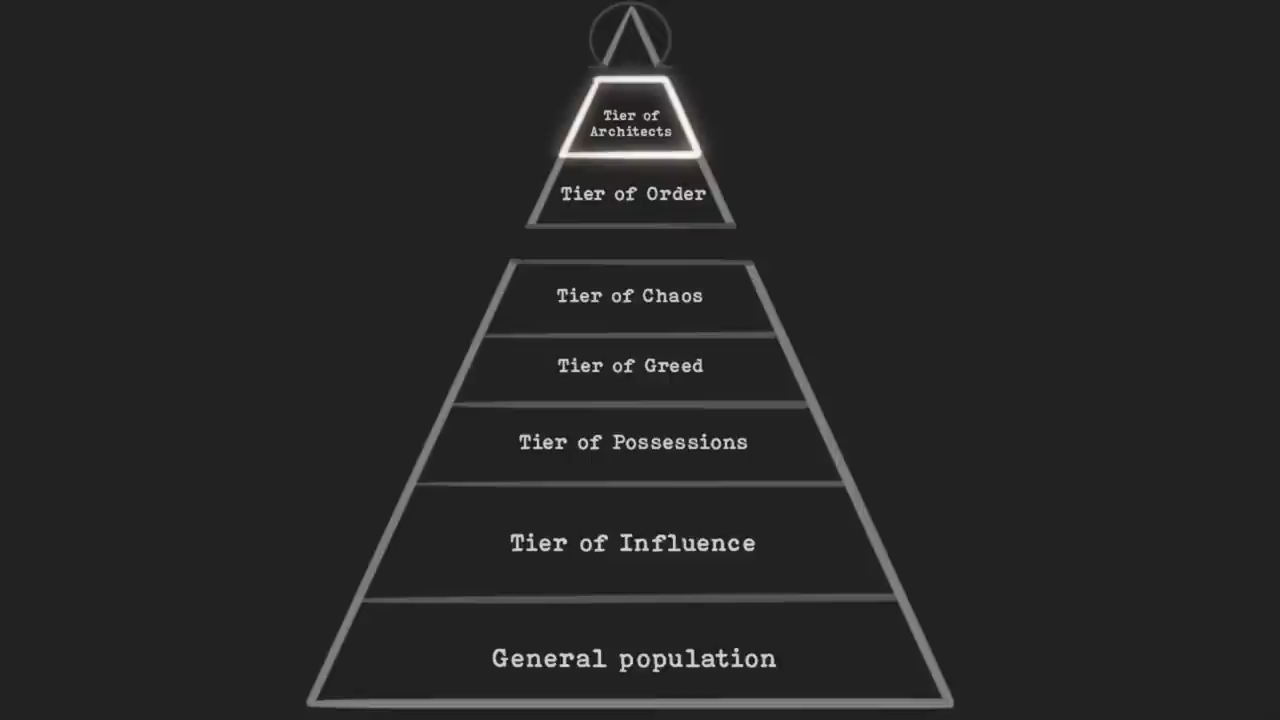 Tier of
Architects
Tier of Order
Tier of Chaos
Tier of Greed
Tier of Possessions
Tier of Influence
General population